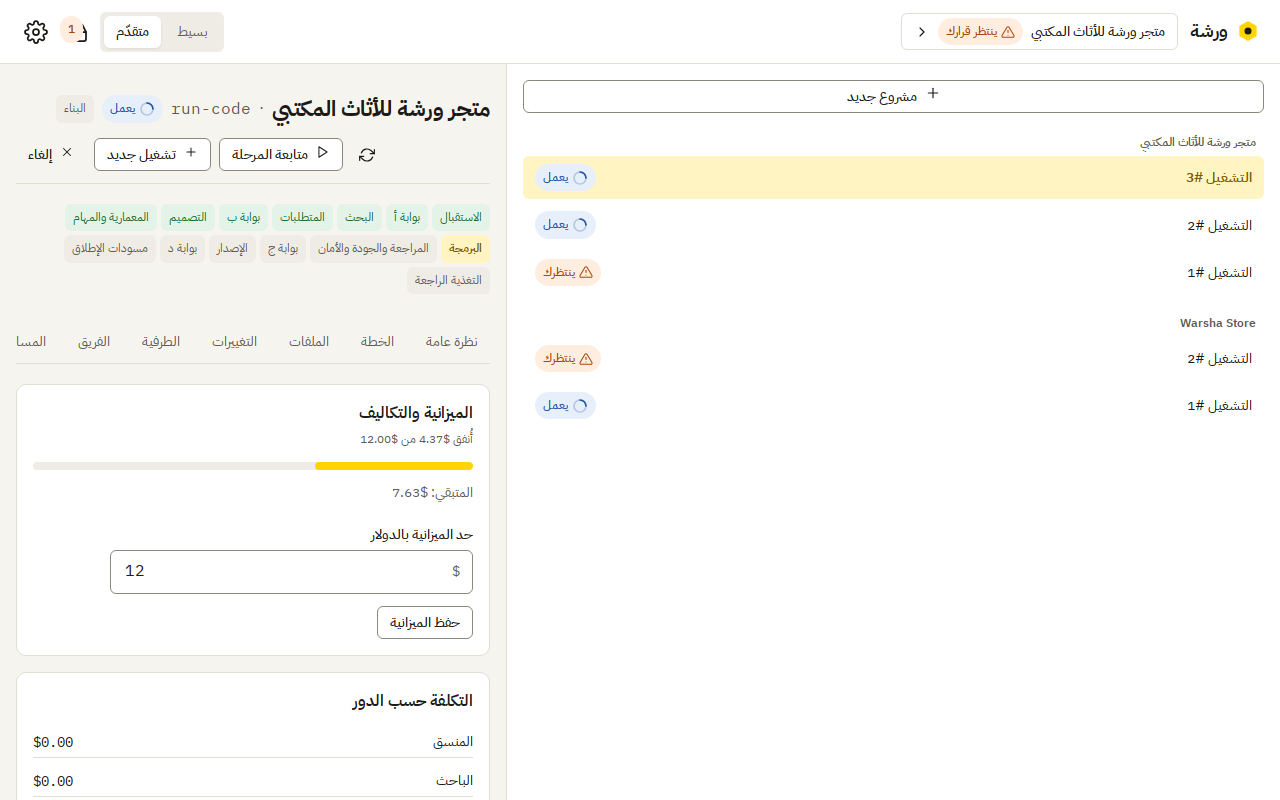 ورشة
متجر ورشة للأثاث المكتبي
ينتظر قرارك
متقدّم
بسيط
1
مشروع جديد
متجر ورشة للأثاث المكتبي
التشغيل #3
يعمل
التشغيل #2
يعمل
التشغيل #1
ينتظرك
Warsha Store
التشغيل #2
ينتظرك
التشغيل #1
يعمل
متجر ورشة للأثاث المكتبي · run-code يعمل البناء
متابعة المرحلة
تشغيل جديد
إلغاء
الاستقبال بوابة أ البحث المتطلبات بوابة ب التصميم المعمارية والمهام
البرمجة المراجعة والجودة والأمان بوابة ج الإصدار بوابة د مسودات الإطلاق
التغذية الراجعة
نظرة عامة الخطة الملفات التغييرات الطرفية الفريق المسا
الميزانية والتكاليف
أُنفق $4.37 من $12.00
المتبقي: $7.63
حد الميزانية بالدولار
$ 12
حفظ الميزانية
التكلفة حسب الدور
المنسق $0.00
الباحث $0.00